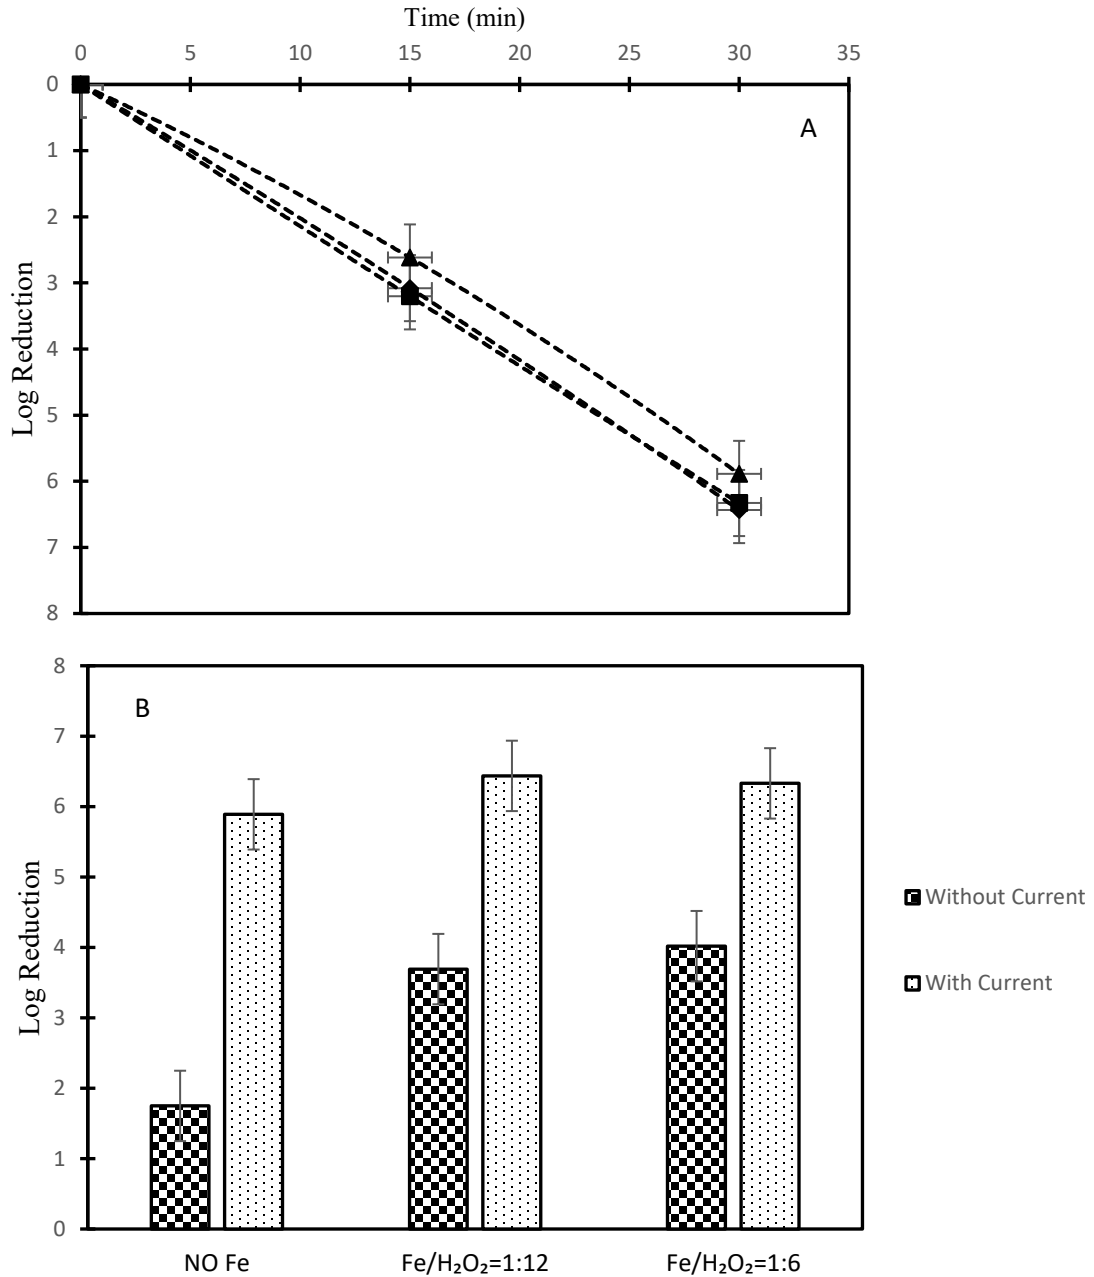 Time (min)
0 5 10 15 20 25 30 35
0
A
1
2
3
4
5
6
7
8
Log Reduction
8
B
7
6
5
4
3
2
1
0
Log Reduction
Without Current
With Current
NO Fe Fe/H₂O₂=1:12 Fe/H₂O₂=1:6